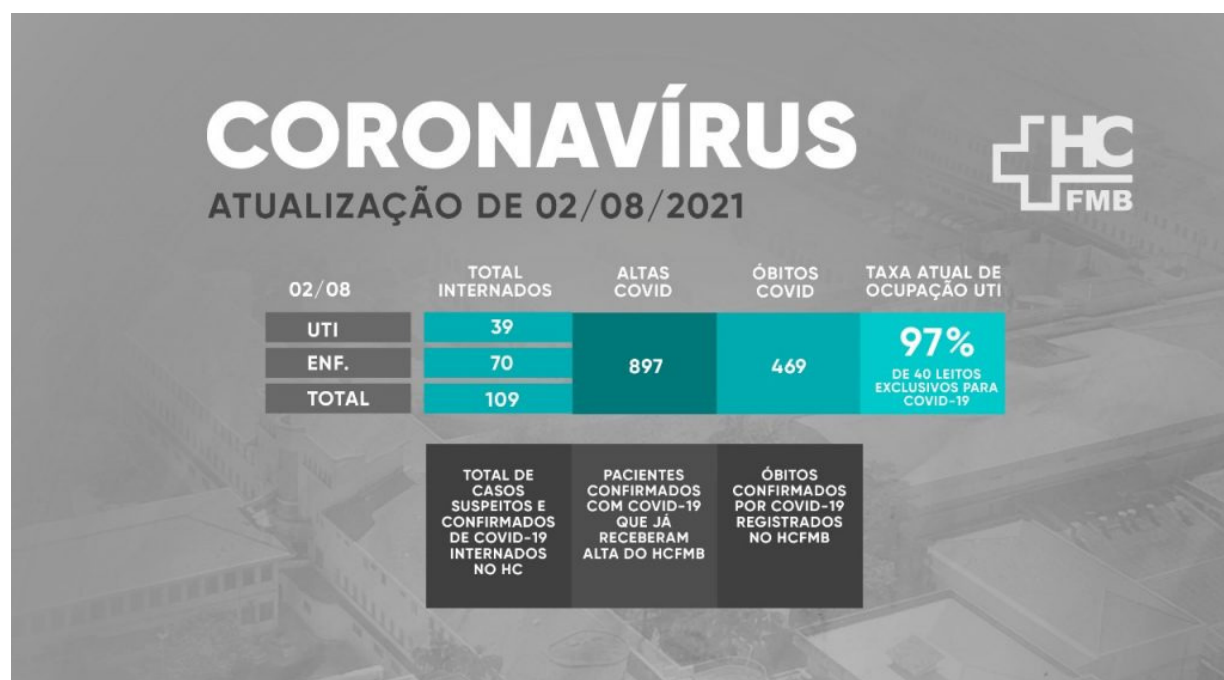 CORONAVÍRUS
ATUALIZAÇÃO DE 02/08/2021
HC
FMB
02/08
TOTAL
INTERNADOS
ALTAS
COVID
ÓBITOS
COVID
TAXA ATUAL DE
OCUPAÇÃO UTI
UTI
39
ENF.
70
TOTAL
109
897
469
97%
DE 40 LEITOS
EXCLUSIVOS PARA
COVID-19
TOTAL DE
CASOS
SUSPEITOS E
CONFIRMADOS
DE COVID-19
INTERNADOS
NO HC
PACIENTES
CONFIRMADOS
COM COVID-19
QUE JÁ
RECEBERAM
ALTA DO HCFMB
ÓBITOS
CONFIRMADOS
POR COVID-19
REGISTRADOS
NO HCFMB